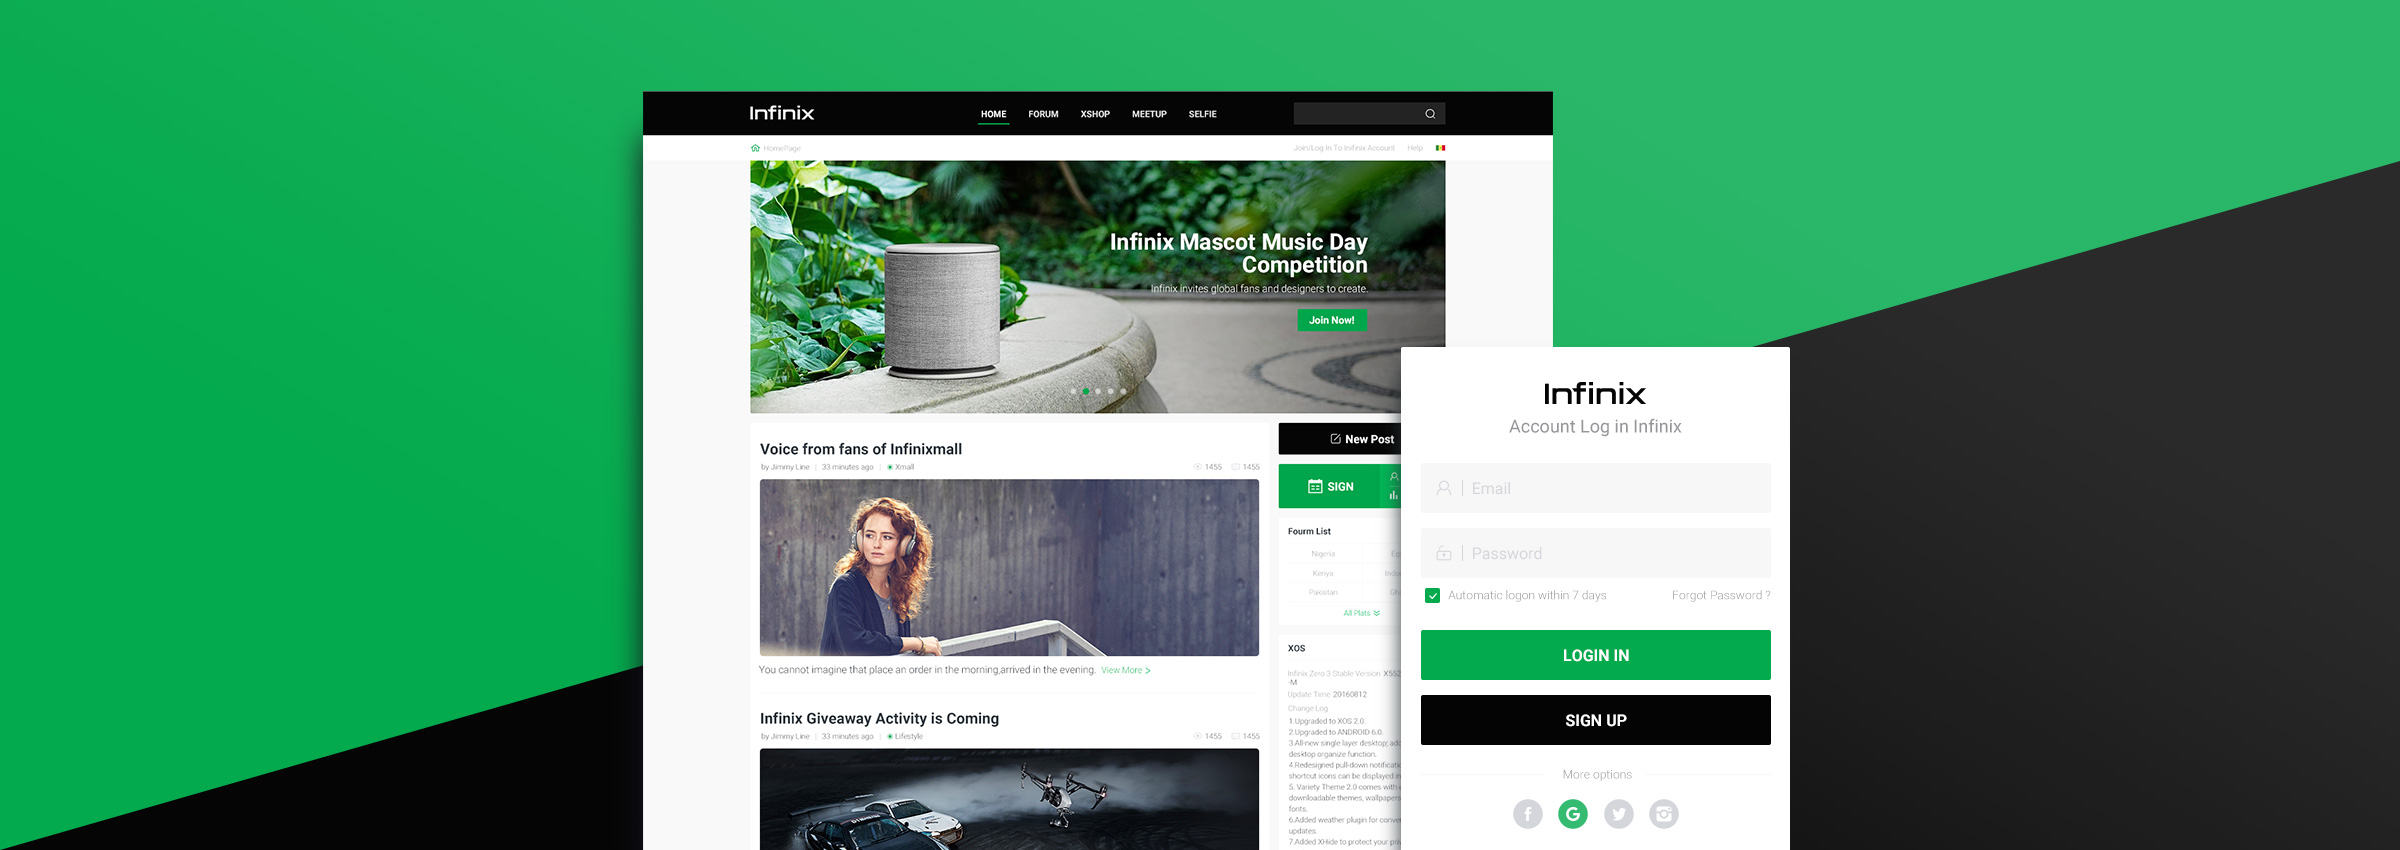 Infinix
HOME FORUM XSHOP MEETUP SELFIE
HomePage
Join/Log In To Infinix Account Help
Infinix Mascot Music Day
Competition
Infinix invites global fans and designers to create.
Join Now!
Voice from fans of Infinixmall
by Jimmy Line | 33 minutes ago | Xmall
1455 1455
You cannot imagine that place an order in the morning,arrived in the evening. View More >
Infinix Giveaway Activity is Coming
by Jimmy Line | 33 minutes ago | Lifestyle
1455 1455
New Post
SIGN
Fourm List
Nigeria
Kenya
Pakistan
All Plats
XOS
Infinix Zero 3 Stable Version X552
-M
Update Time 20160812
Change Log
1.Upgraded to XOS 2.0.
2.Upgraded to ANDROID 6.0.
3.All-new single layer desktop; add
desktop organize function.
4.Redesigned pull-down notificati
shortcut icons can be displayed in
5. Variety Theme 2.0 comes with
downloadable themes, wallpapers
fonts.
6.Added weather plugin for conve
updates.
7.Added XHide to protect your pri
Infinix
Account Log in Infinix
Email
Password
Automatic logon within 7 days
Forgot Password ?
LOGIN IN
SIGN UP
More options